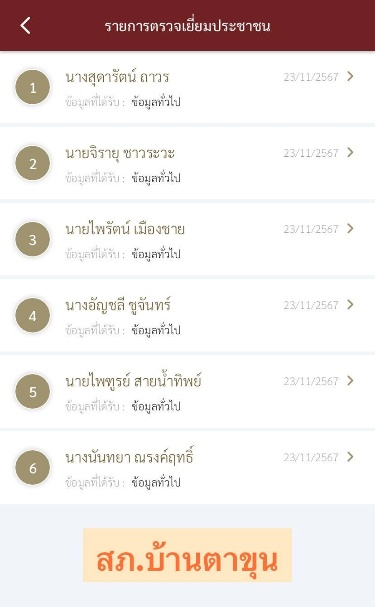 รายการตรวจเยี่ยมประชาชน
1
นางสุดารัตน์ ถาวร
23/11/2567
ข้อมูลที่ได้รับ : ข้อมูลทั่วไป
2
นายจิรายุ ชาวระวะ
23/11/2567
ข้อมูลที่ได้รับ : ข้อมูลทั่วไป
3
นายไพรัตน์ เมืองชาย
23/11/2567
ข้อมูลที่ได้รับ : ข้อมูลทั่วไป
4
นางอัญชลี ชูจันทร์
23/11/2567
ข้อมูลที่ได้รับ : ข้อมูลทั่วไป
5
นายไพฑูรย์ สายน้ำทิพย์
23/11/2567
ข้อมูลที่ได้รับ : ข้อมูลทั่วไป
6
นางนันทยา ณรงค์ฤทธิ์
23/11/2567
ข้อมูลที่ได้รับ : ข้อมูลทั่วไป
สภ.บ้านตาขุน